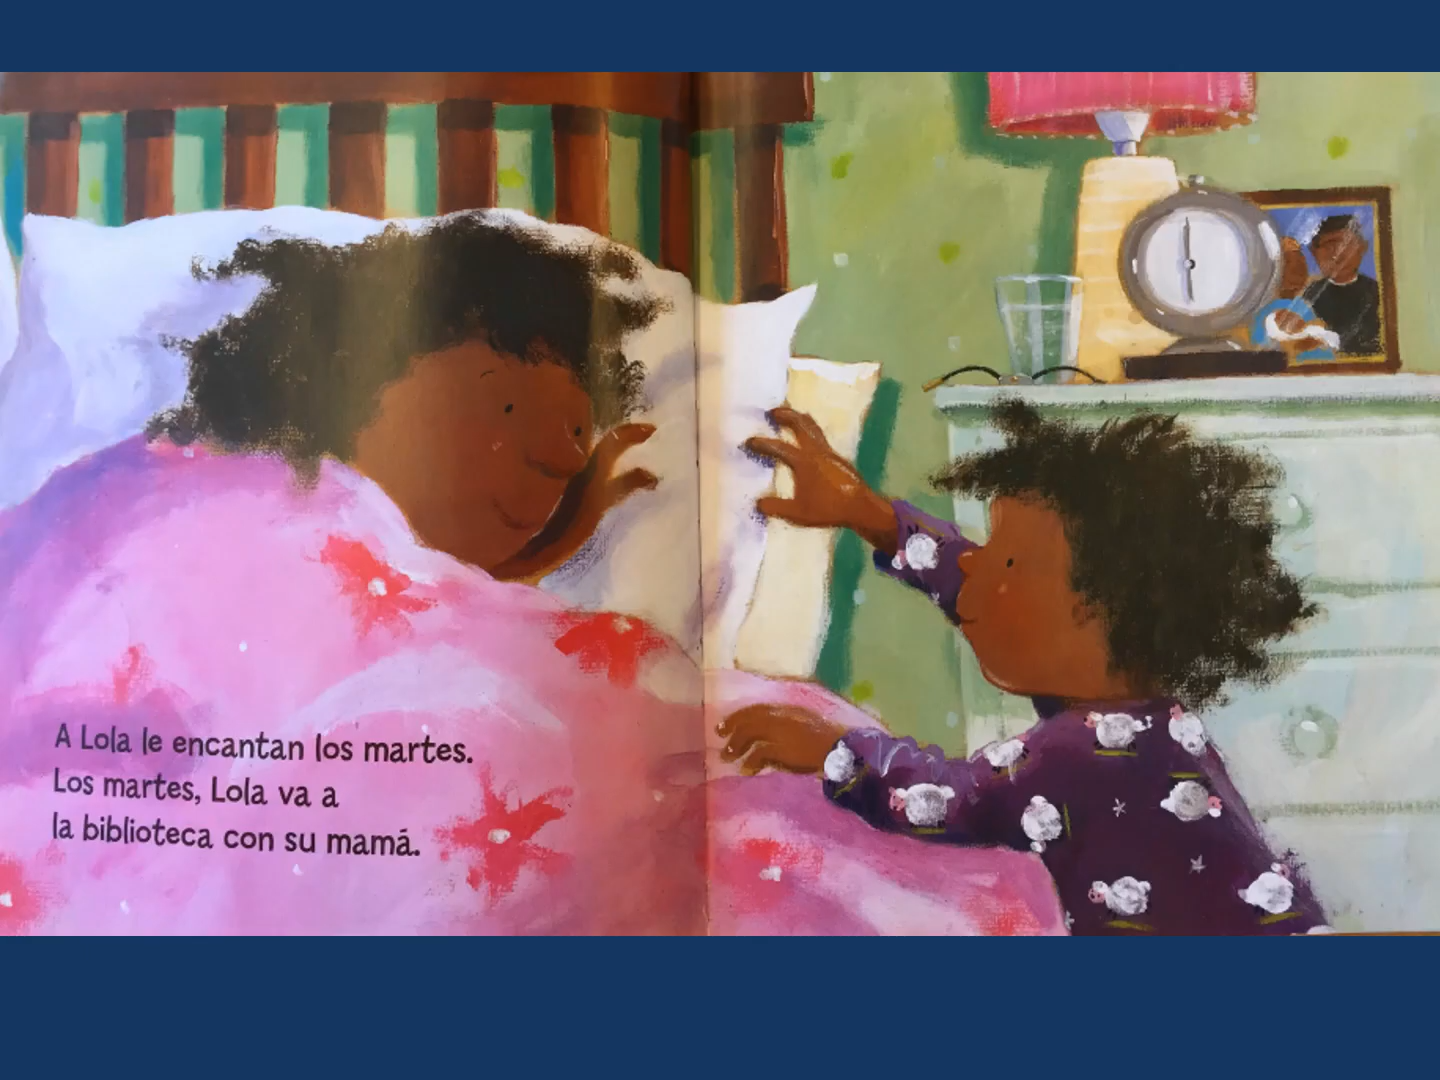 A Lola le encantan los martes.
Los martes, Lola va a
la biblioteca con su mamá.